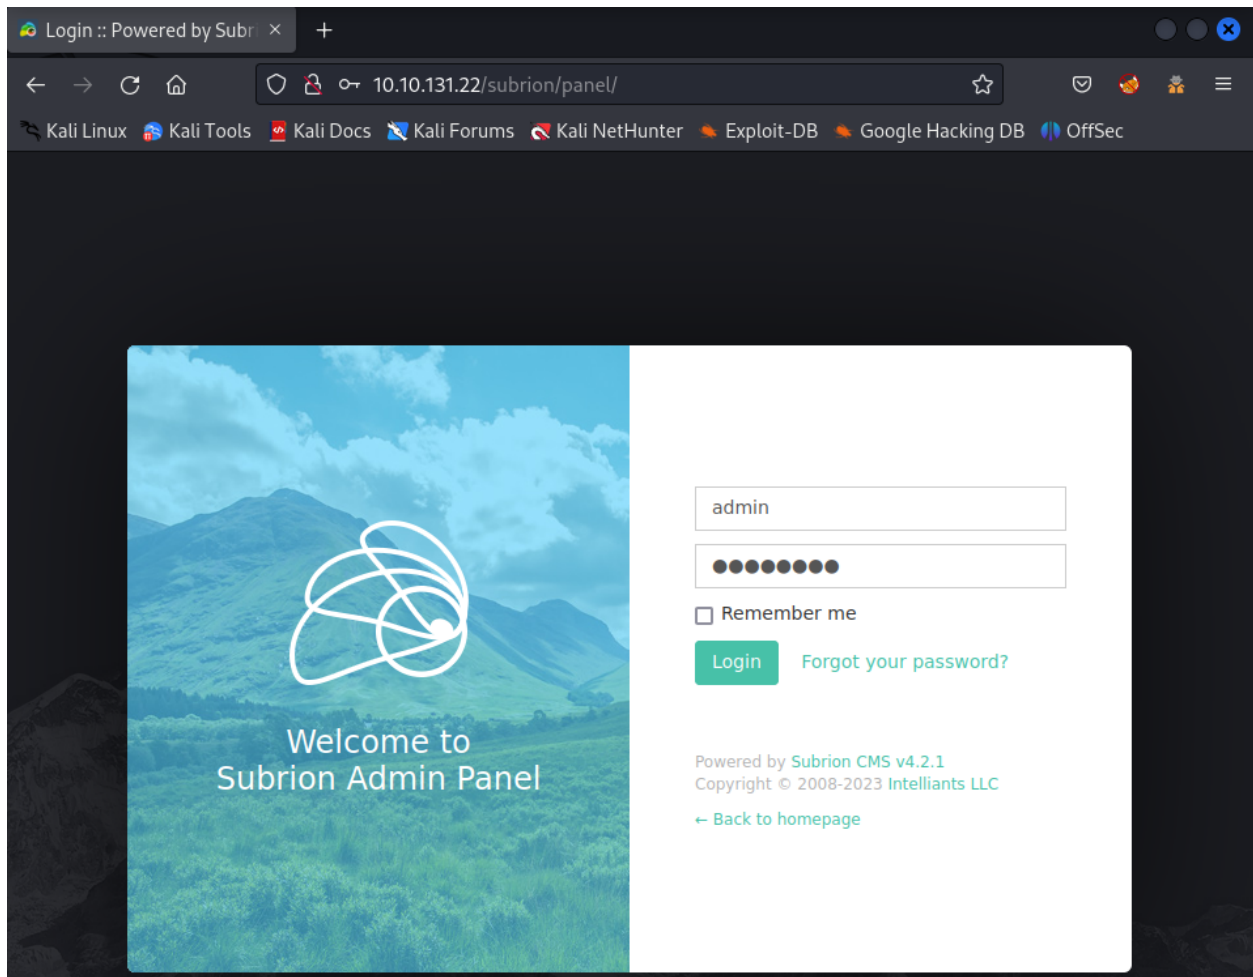 Login :: Powered by Subri
10.10.131.22/subrion/panel/
Kali Linux Kali Tools Kali Docs Kali Forums Kali NetHunter Exploit-DB Google Hacking DB OffSec
admin
●●●●●●●●
Remember me
Login Forgot your password?
Welcome to
Subrion Admin Panel
Powered by Subrion CMS v4.2.1
Copyright © 2008-2023 Intelliants LLC
← Back to homepage